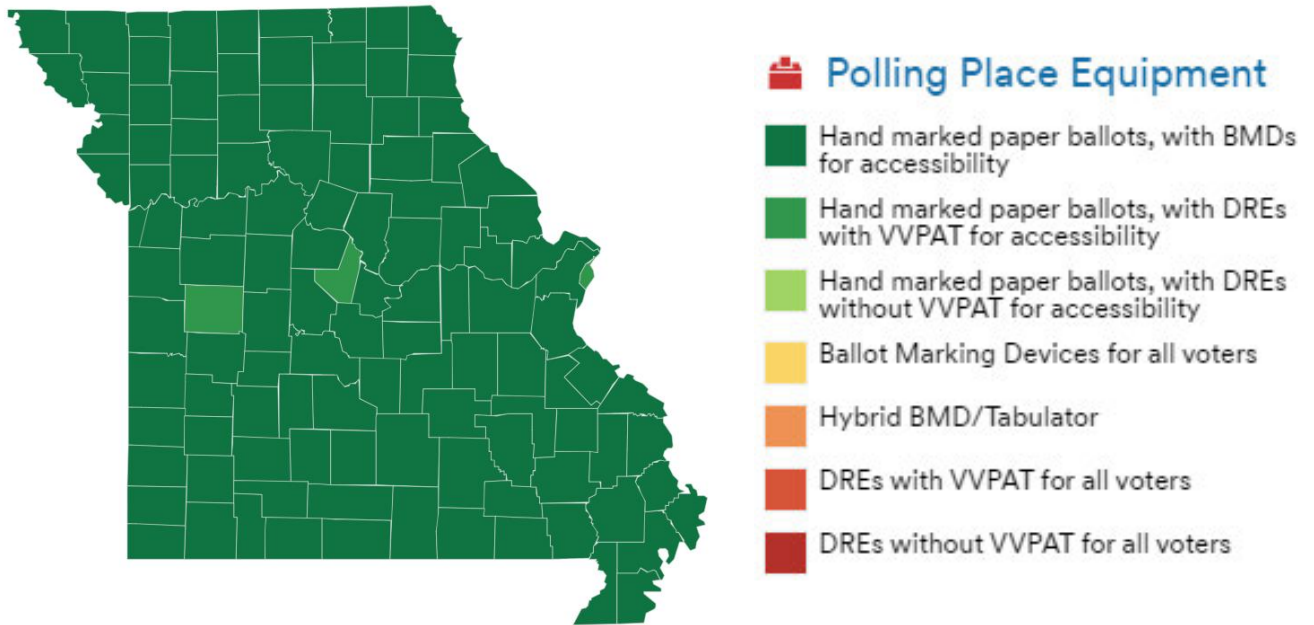 Polling Place Equipment
Hand marked paper ballots, with BMDs
for accessibility
Hand marked paper ballots, with DREs
with VVPAT for accessibility
Hand marked paper ballots, with DREs
without VVPAT for accessibility
Ballot Marking Devices for all voters
Hybrid BMD/Tabulator
DREs with VVPAT for all voters
DREs without VVPAT for all voters